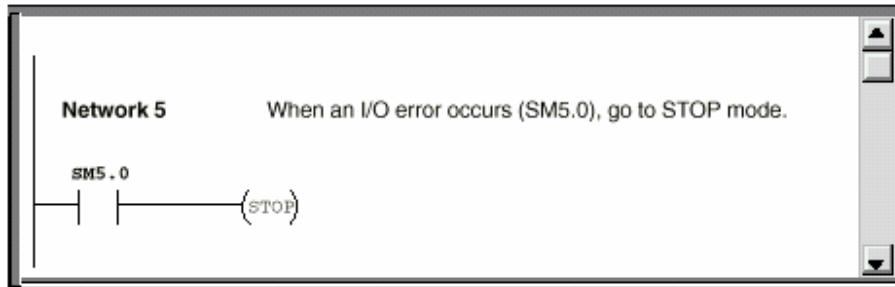 Network 5 When an I/O error occurs (SM5.0), go to STOP mode.
SM5.0
STOP